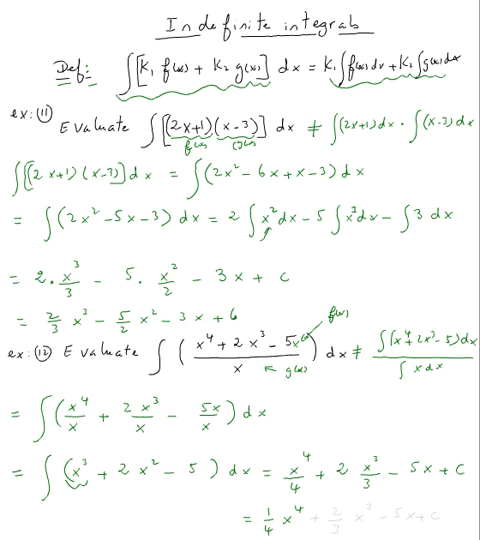 Indefinite integrals
Def:- ∫[K₁ f(x) + K₂ g(x)] dx = K₁∫f(x)dx + K₂∫g(x)dx
ex: (11)
Evaluate ∫[(2x+1)(x-3)] dx ≠ ∫(2x+1)dx · ∫(x-3)dx
f(x) g(x)
∫[(2x+1)(x-3)]dx = ∫(2x² - 6x + x - 3) dx
= ∫(2x² - 5x - 3) dx = 2∫x²dx - 5∫x dx - ∫3 dx
= 2 · x³/3 - 5 · x²/2 - 3x + c
= 2/3 x³ - 5/2 x² - 3x + c
f(x)
ex: (12) Evaluate ∫((x⁴ + 2x³ - 5x)/x) dx ≠ ∫(x⁴+2x³-5)dx / ∫x dx
g(x)
= ∫(x⁴/x + 2x³/x - 5x/x) dx
= ∫(x³ + 2x² - 5) dx = x⁴/4 + 2 x³/3 - 5x + c
= 1/4 x⁴ + 2/3 x³ - 5x + c